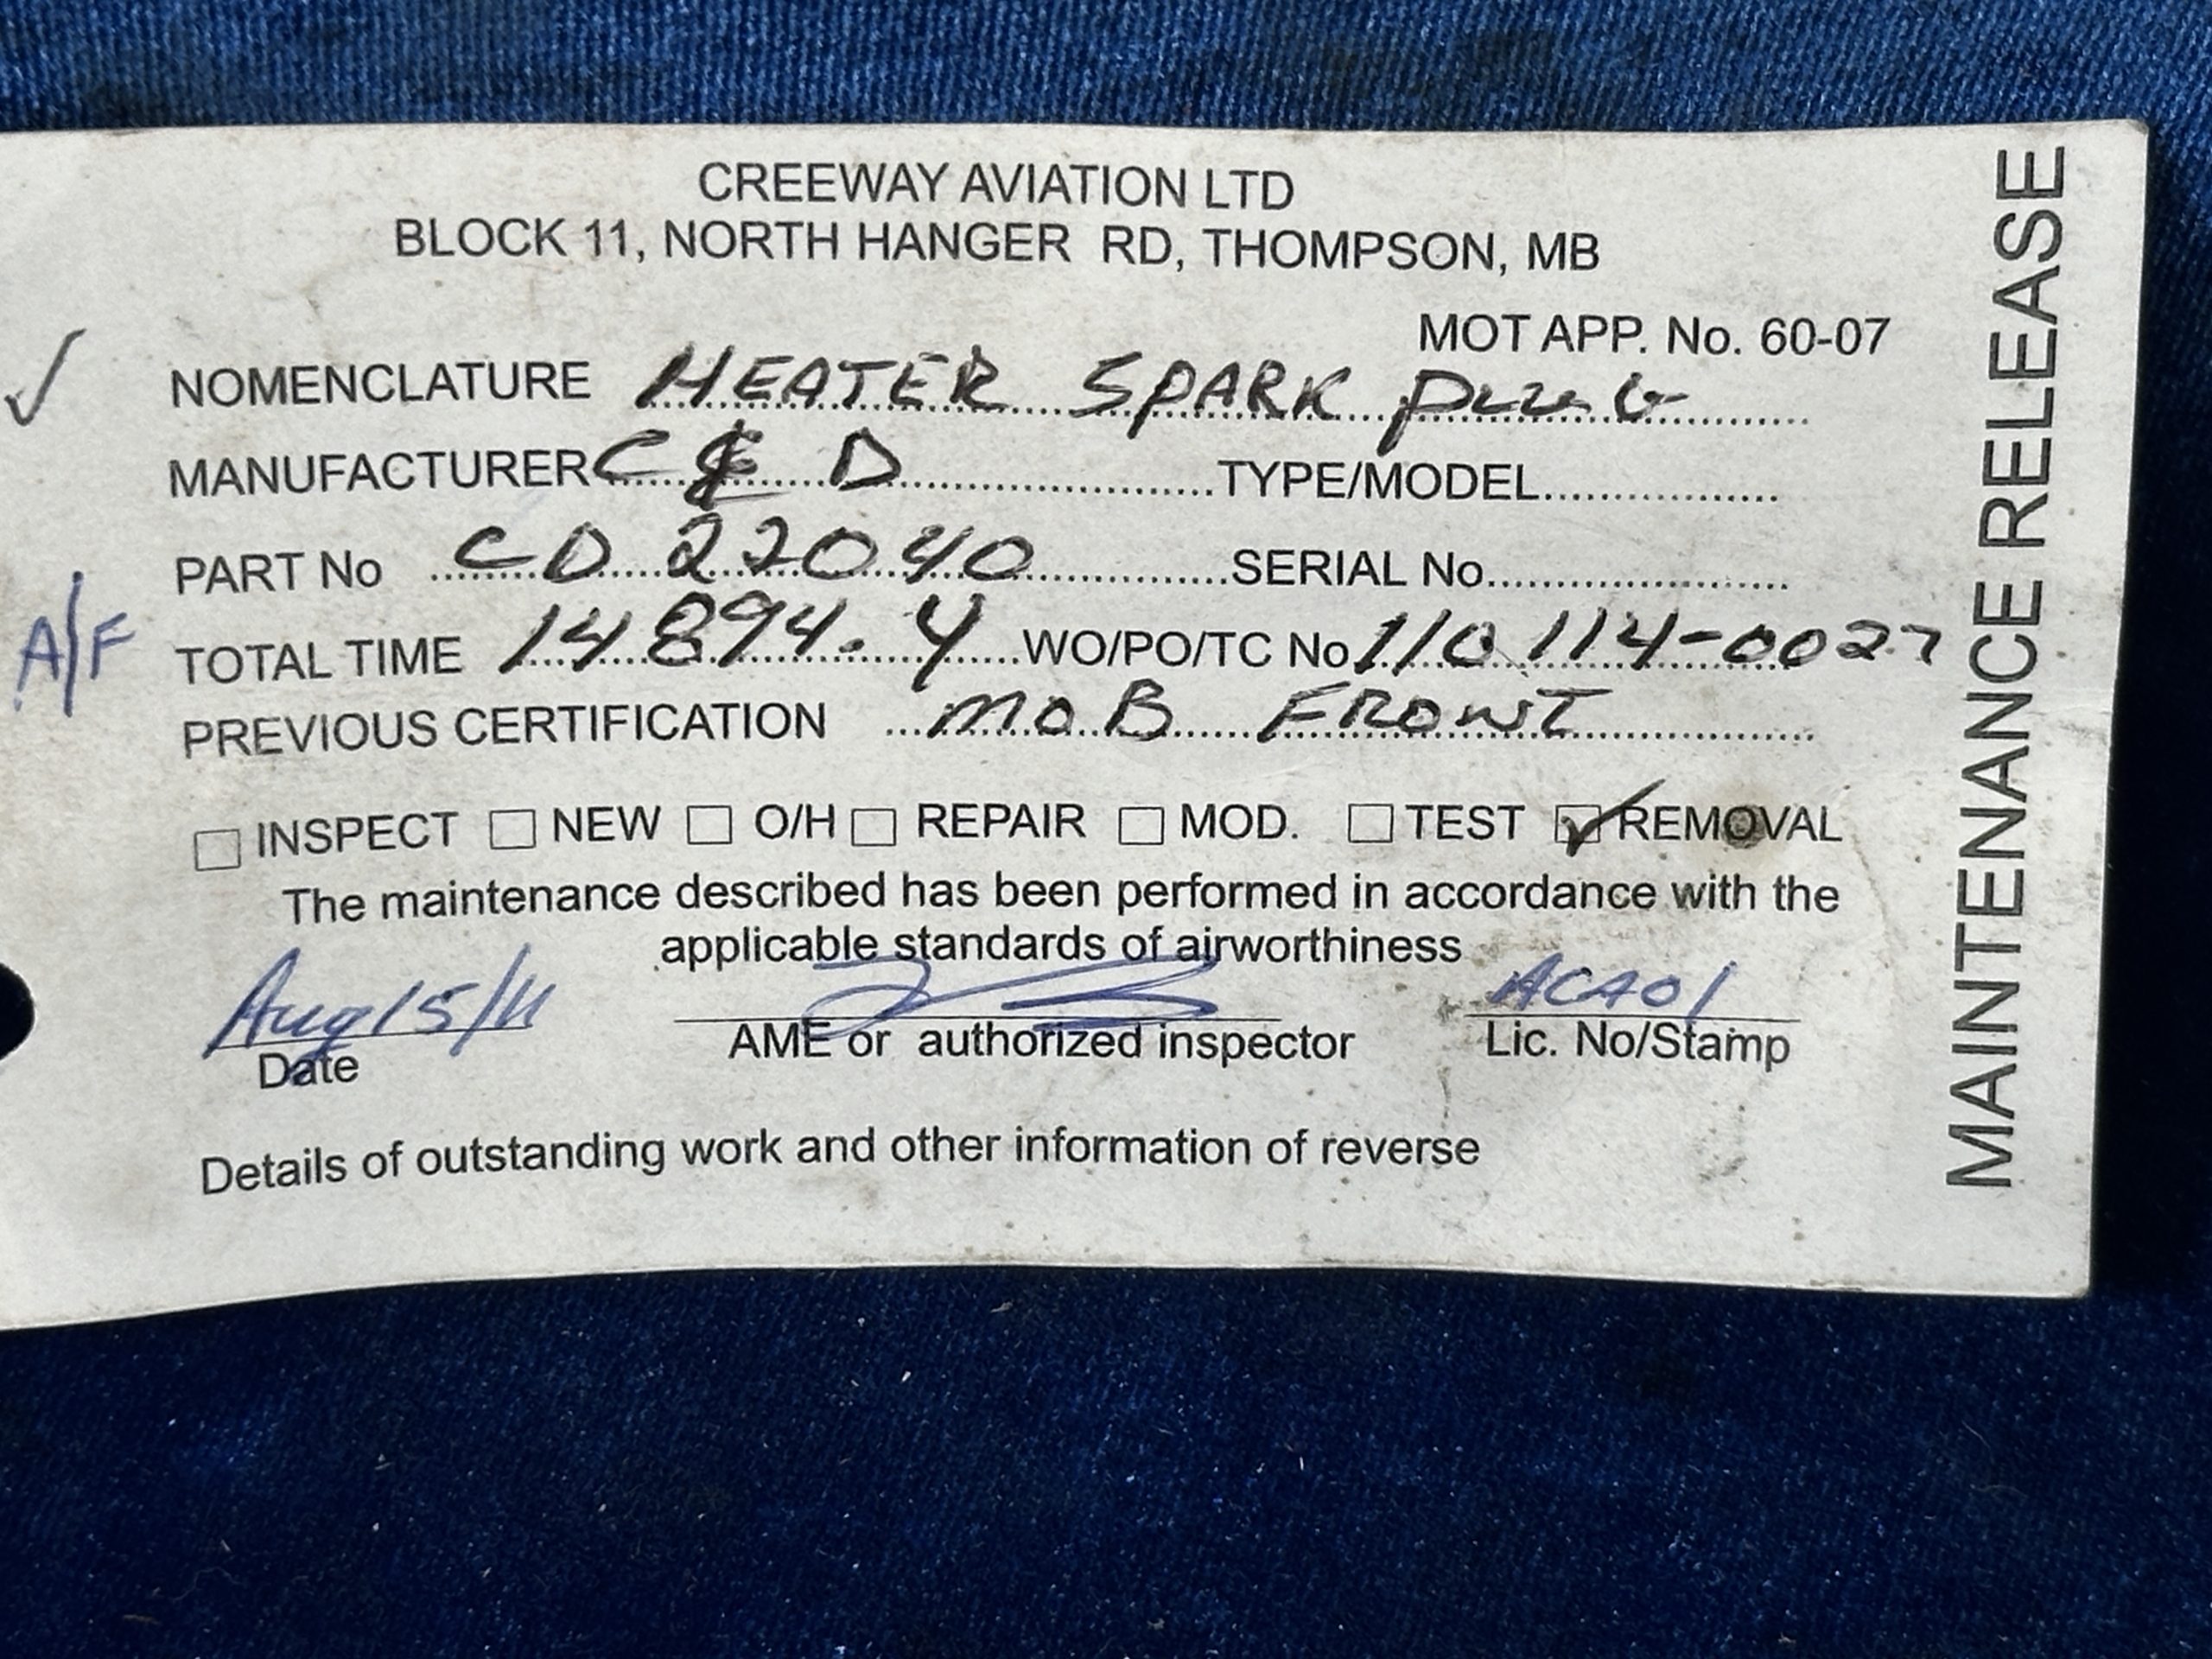 CREEWAY AVIATION LTD
BLOCK 11, NORTH HANGER RD, THOMPSON, MB
MOT APP. No. 60-07
✓ NOMENCLATURE HEATER SPARK PLUG
MANUFACTURER C & D TYPE/MODEL
PART No CD 22040 SERIAL No
A/F TOTAL TIME 14894.4 WO/PO/TC No 110114-0027
PREVIOUS CERTIFICATION MOB FRONT
☐ INSPECT ☐ NEW ☐ O/H ☐ REPAIR ☐ MOD. ☐ TEST ☑ REMOVAL
The maintenance described has been performed in accordance with the
applicable standards of airworthiness
Aug 15/11 ACA01
Date AME or authorized inspector Lic. No/Stamp
Details of outstanding work and other information of reverse
MAINTENANCE RELEASE